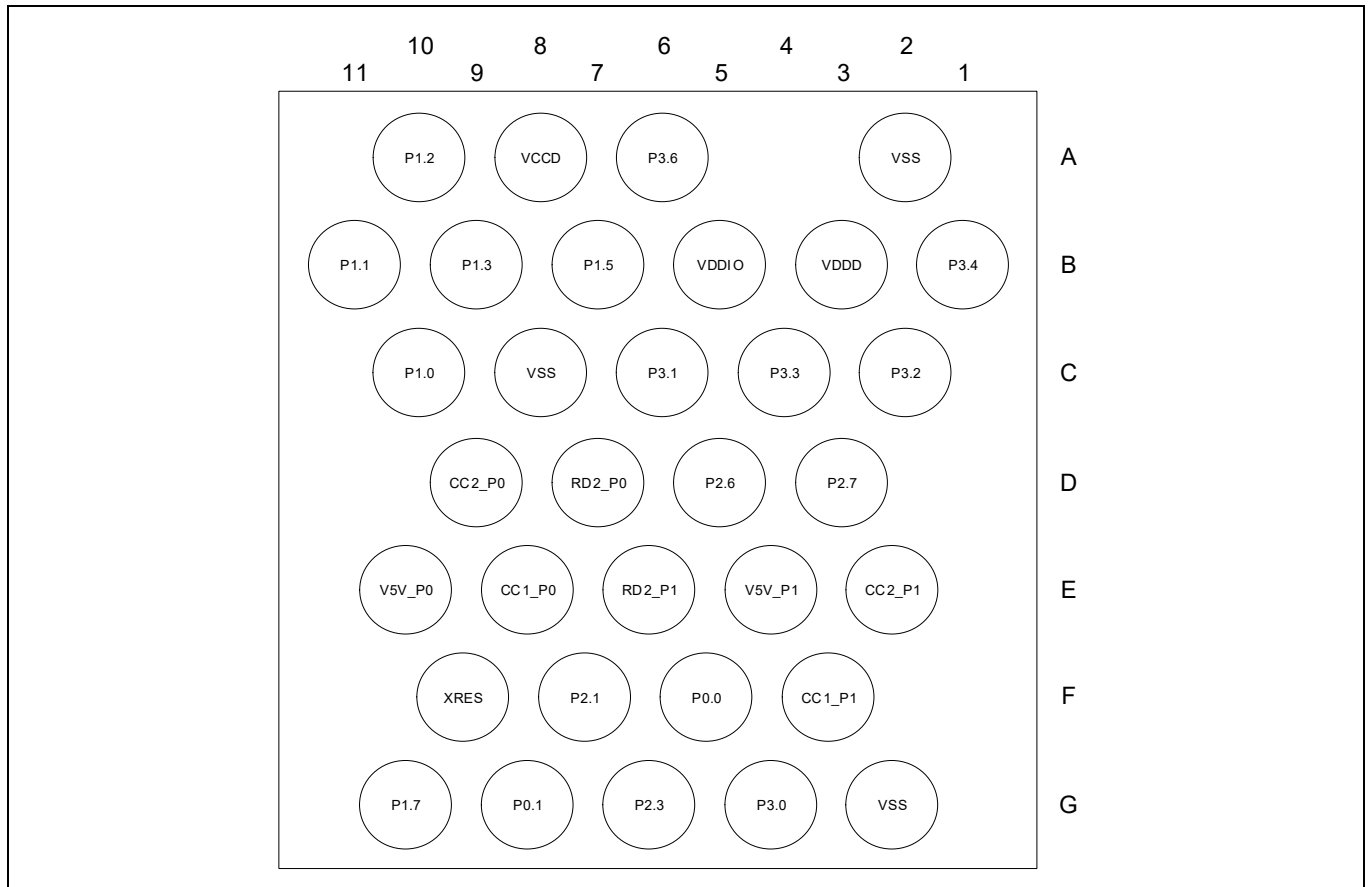 10 8 6 4 2
11 9 7 5 3 1
P1.2 VCCD P3.6 VSS A
P1.1 P1.3 P1.5 VDDIO VDDD P3.4 B
P1.0 VSS P3.1 P3.3 P3.2 C
CC2_P0 RD2_P0 P2.6 P2.7 D
V5V_P0 CC1_P0 RD2_P1 V5V_P1 CC2_P1 E
XRES P2.1 P0.0 CC1_P1 F
P1.7 P0.1 P2.3 P3.0 VSS G